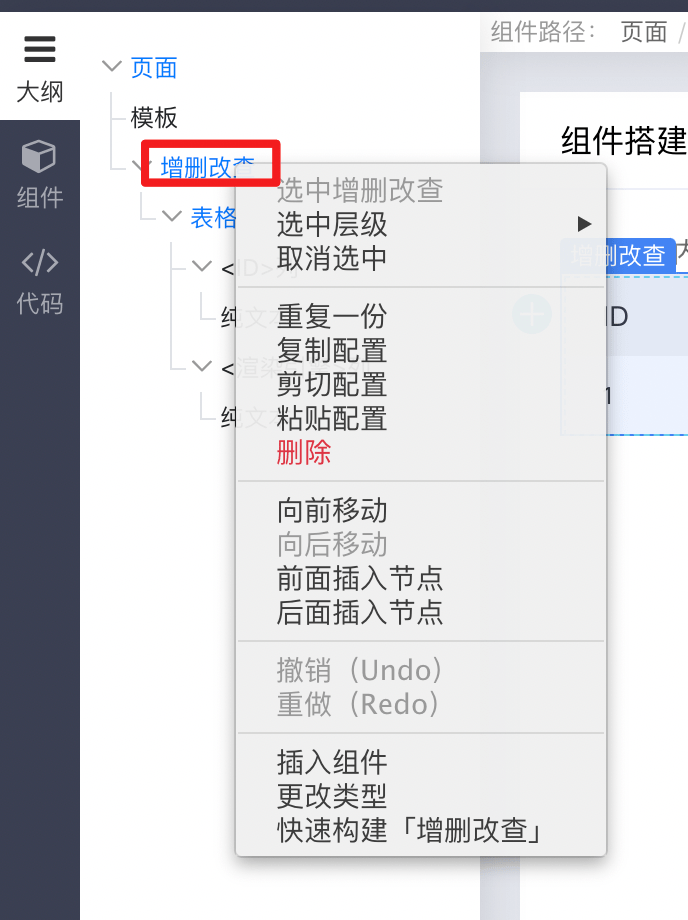 大纲
组件
代码
页面
模板
增删改查
表格
<ID>列
纯文本
纯文本
组件路径： 页面 /
组件搭建
增删改查
ID
1
选中增删改查
选中层级
取消选中
重复一份
复制配置
剪切配置
粘贴配置
删除
向前移动
向后移动
前面插入节点
后面插入节点
撤销（Undo）
重做（Redo）
插入组件
更改类型
快速构建「增删改查」